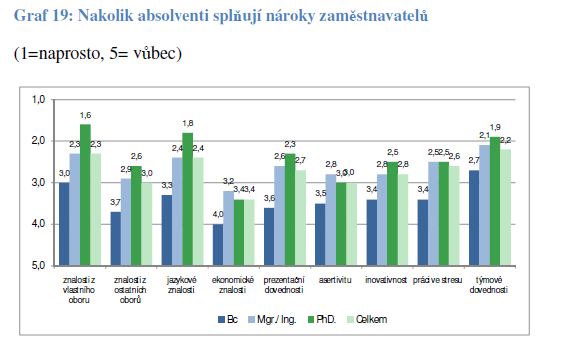 Graf 19: Nakolik absolventi splňují nároky zaměstnavatelů
(1=naprosto, 5= vůbec)
1,0
2,0
3,0
4,0
5,0
3,0 2,3 1,6 2,3
3,7 2,9 2,6 3,0
3,3 2,4 1,8 2,4
4,0 3,2 3,4 3,4
3,6 2,6 2,3 2,7
3,5 2,8 3,0 3,0
3,4 2,8 2,5 2,8
3,4 2,5 2,5 2,6
2,7 2,1 1,9 2,2
znalosti z vlastního oboru
znalosti z ostatních oborů
jazykové znalosti
ekonomické znalosti
prezentační dovednosti
asertivitu
inovativnost
práci ve stresu
týmové dovednosti
Bc Mgr./ Ing. PhD. Celkem